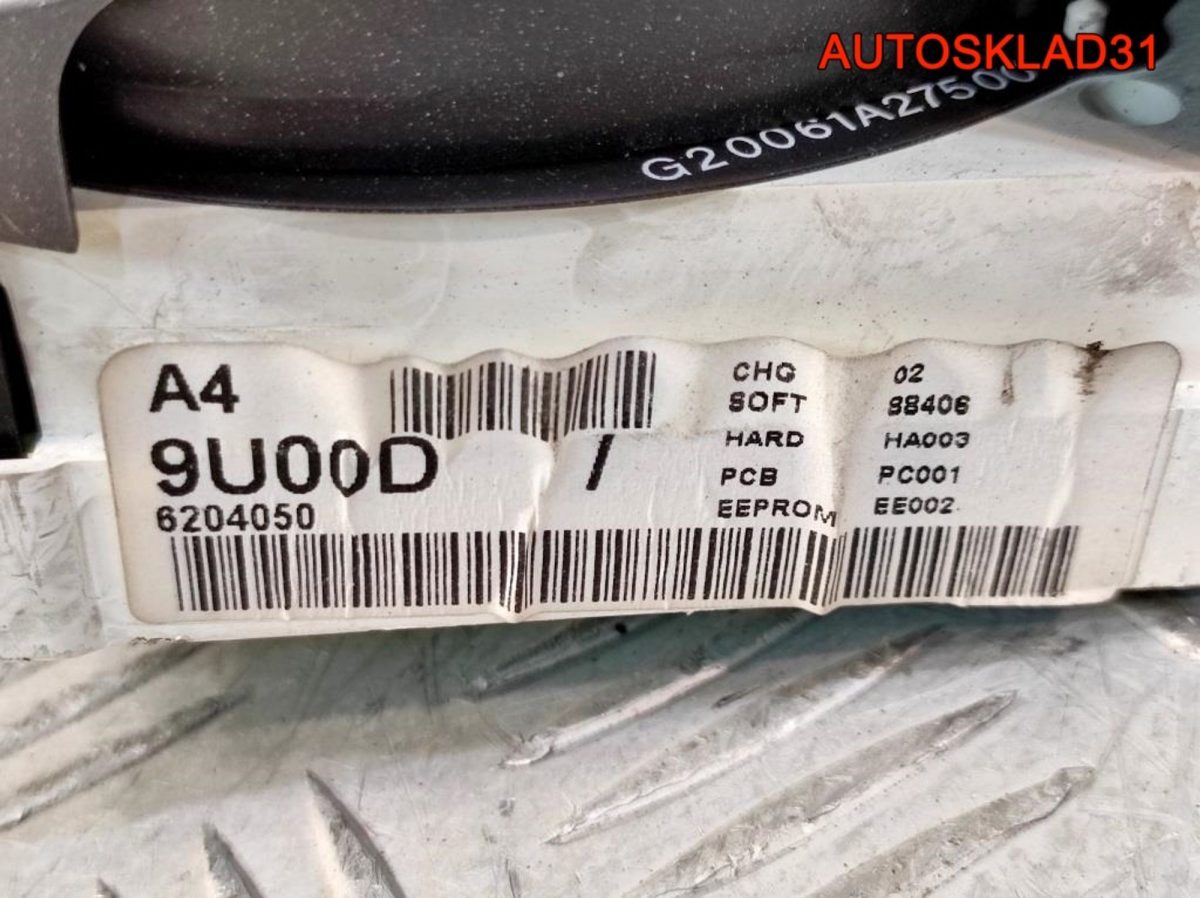 AUTOSKLAD31
G20061A27500
A4
9U00D /
6204050
CHG 02
SOFT 88406
HARD HA003
PCB PC001
EEPROM EE002